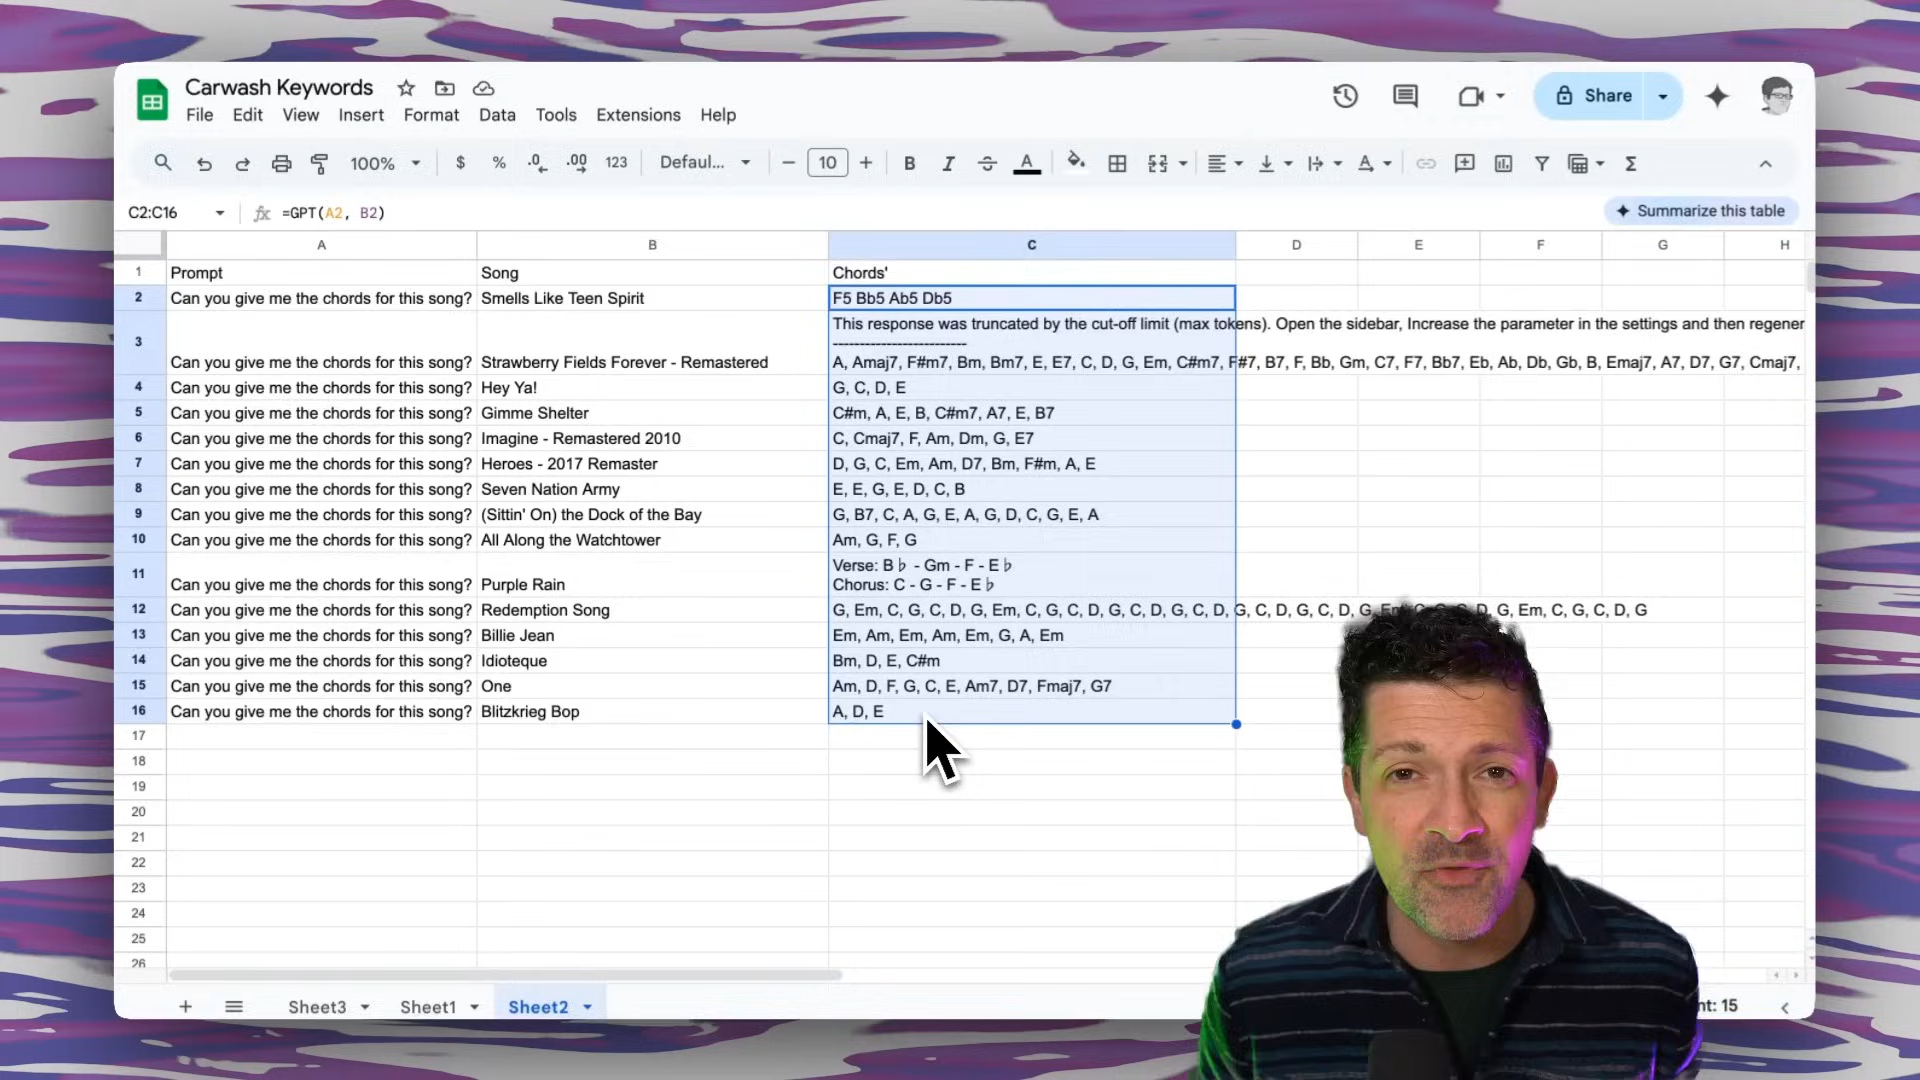 Carwash Keywords
File Edit View Insert Format Data Tools Extensions Help
Share
100% $ % .0 .00 123 Defaul... 10 B I A
C2:C16 fx =GPT(A2, B2) Summarize this table
A B C D E F G H
1 Prompt Song Chords'
2 Can you give me the chords for this song? Smells Like Teen Spirit F5 Bb5 Ab5 Db5
This response was truncated by the cut-off limit (max tokens). Open the sidebar, Increase the parameter in the settings and then regener
------------------------
3 Can you give me the chords for this song? Strawberry Fields Forever - Remastered A, Amaj7, F#m7, Bm, Bm7, E, E7, C, D, G, Em, C#m7, F#7, B7, F, Bb, Gm, C7, F7, Bb7, Eb, Ab, Db, Gb, B, Emaj7, A7, D7, G7, Cmaj7,
4 Can you give me the chords for this song? Hey Ya! G, C, D, E
5 Can you give me the chords for this song? Gimme Shelter C#m, A, E, B, C#m7, A7, E, B7
6 Can you give me the chords for this song? Imagine - Remastered 2010 C, Cmaj7, F, Am, Dm, G, E7
7 Can you give me the chords for this song? Heroes - 2017 Remaster D, G, C, Em, Am, D7, Bm, F#m, A, E
8 Can you give me the chords for this song? Seven Nation Army E, E, G, E, D, C, B
9 Can you give me the chords for this song? (Sittin' On) the Dock of the Bay G, B7, C, A, G, E, A, G, D, C, G, E, A
10 Can you give me the chords for this song? All Along the Watchtower Am, G, F, G
Verse: B♭ - Gm - F - E♭
11 Can you give me the chords for this song? Purple Rain Chorus: C - G - F - E♭
12 Can you give me the chords for this song? Redemption Song G, Em, C, G, C, D, G, Em, C, G, C, D, G, C, D, G, C, D, G, C, D, G, C, D, G, Em, C, G, C, D, G
13 Can you give me the chords for this song? Billie Jean Em, Am, Em, Am, Em, G, A, Em
14 Can you give me the chords for this song? Idioteque Bm, D, E, C#m
15 Can you give me the chords for this song? One Am, D, F, G, C, E, Am7, D7, Fmaj7, G7
16 Can you give me the chords for this song? Blitzkrieg Bop A, D, E
17
18
19
20
21
22
23
24
25
26
Sheet3 Sheet1 Sheet2 nt: 15